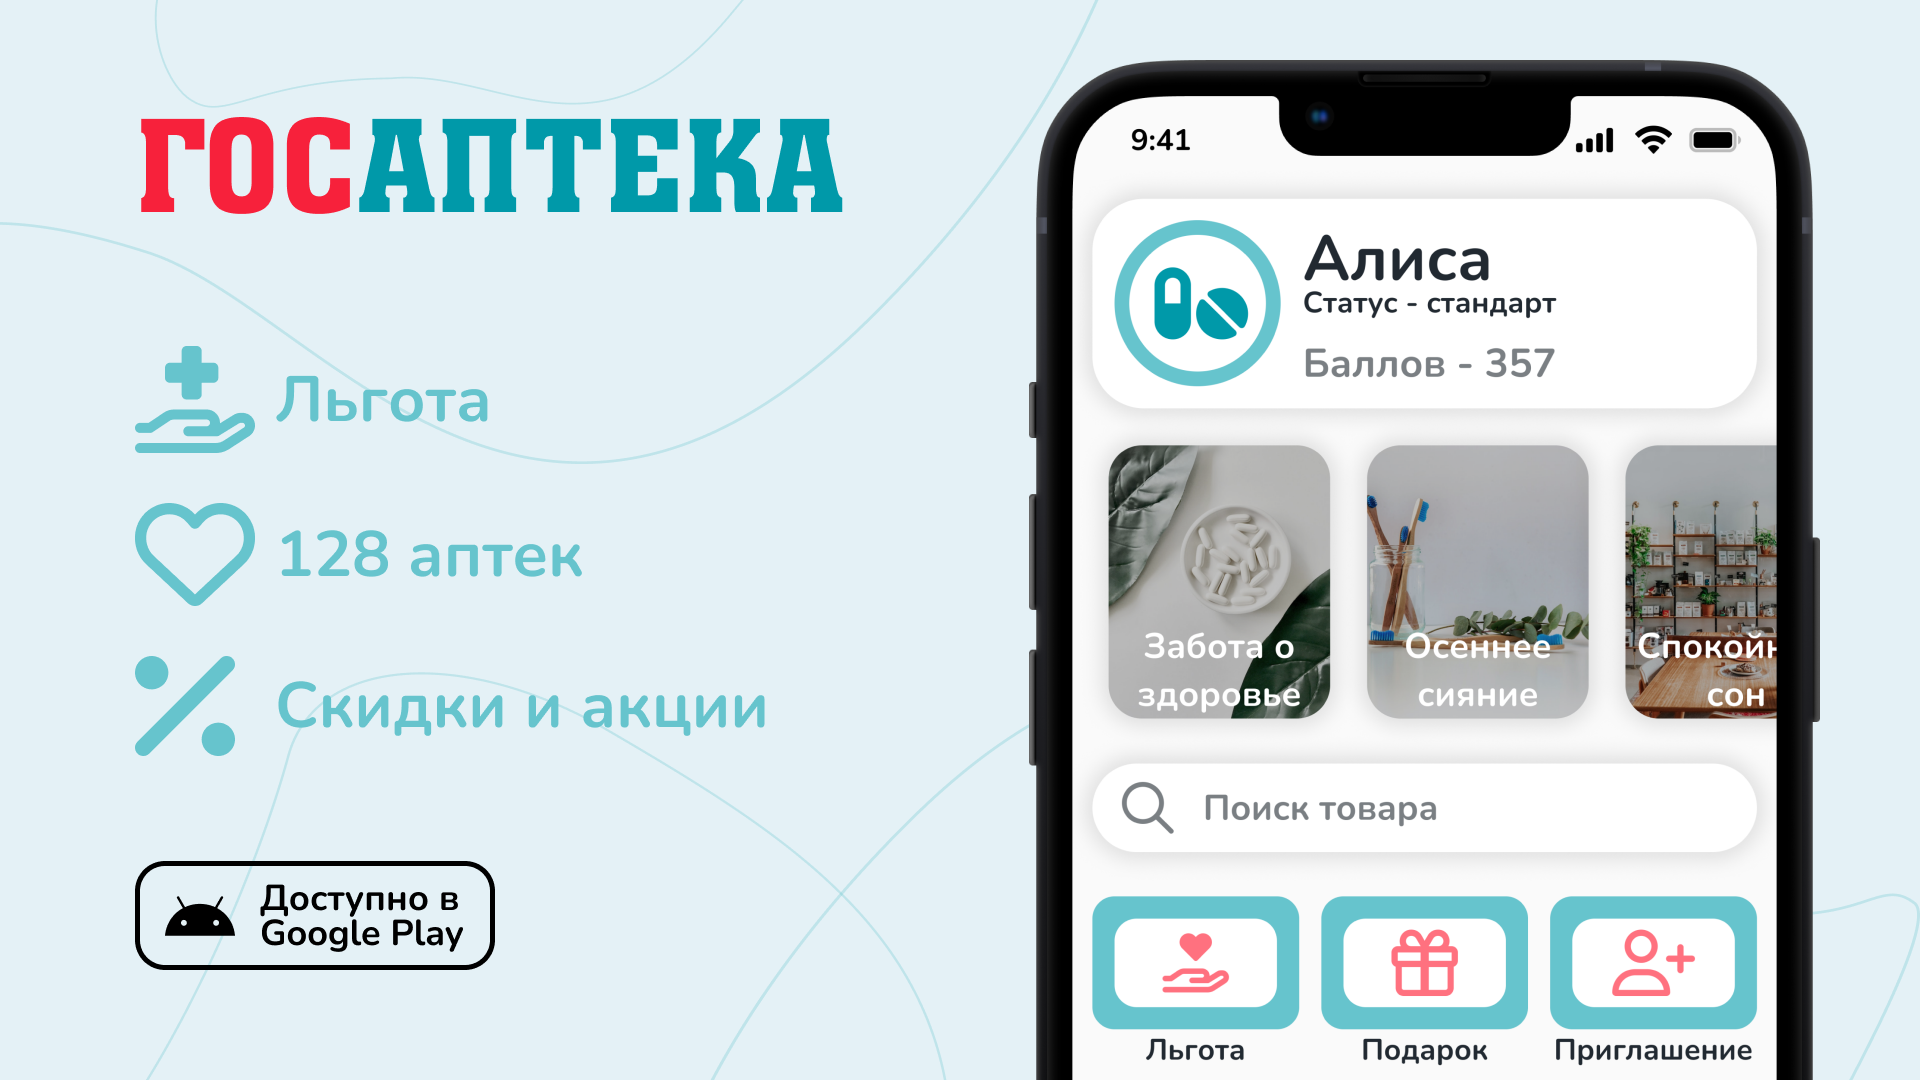 ГОСАПТЕКА
Льгота
128 аптек
Скидки и акции
Доступно в
Google Play
9:41
Алиса
Статус - стандарт
Баллов - 357
Забота о
здоровье
Осеннее
сияние
Спокойн
сон
Поиск товара
Льгота
Подарок
Приглашение